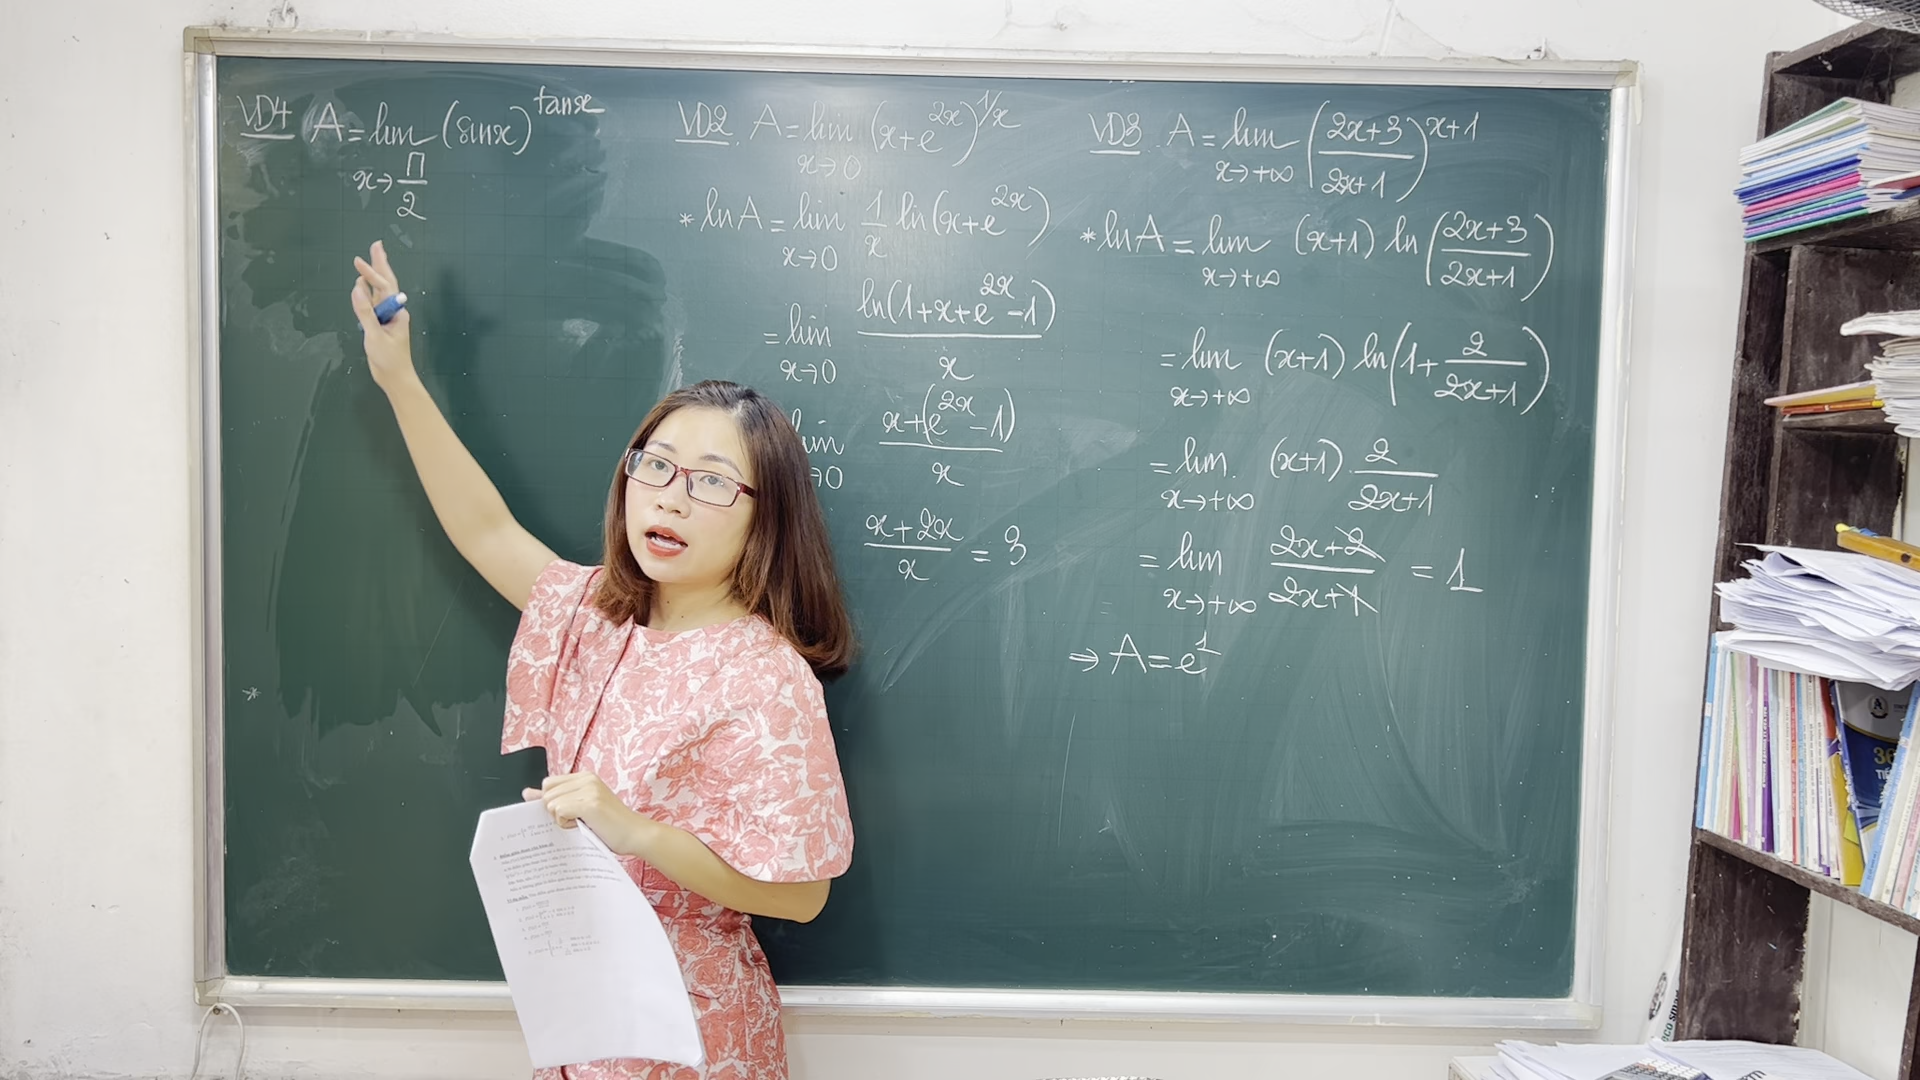 VD4 A = lim (sinx)^tanx
x→π/2
VD2. A = lim (x+e^2x)^1/x
x→0
* lnA = lim 1/x ln(x+e^2x)
x→0
= lim ln(1+x+e^2x-1)/x
x→0
lim x+(e^2x-1)/x
→0
x+2x/x = 3
VD3. A = lim (2x+3/2x+1)^x+1
x→+∞
* lnA = lim (x+1) ln(2x+3/2x+1)
x→+∞
= lim (x+1) ln(1+2/2x+1)
x→+∞
= lim (x+1).2/2x+1
x→+∞
= lim 2x+2/2x+1 = 1
x→+∞
⇒ A = e^1